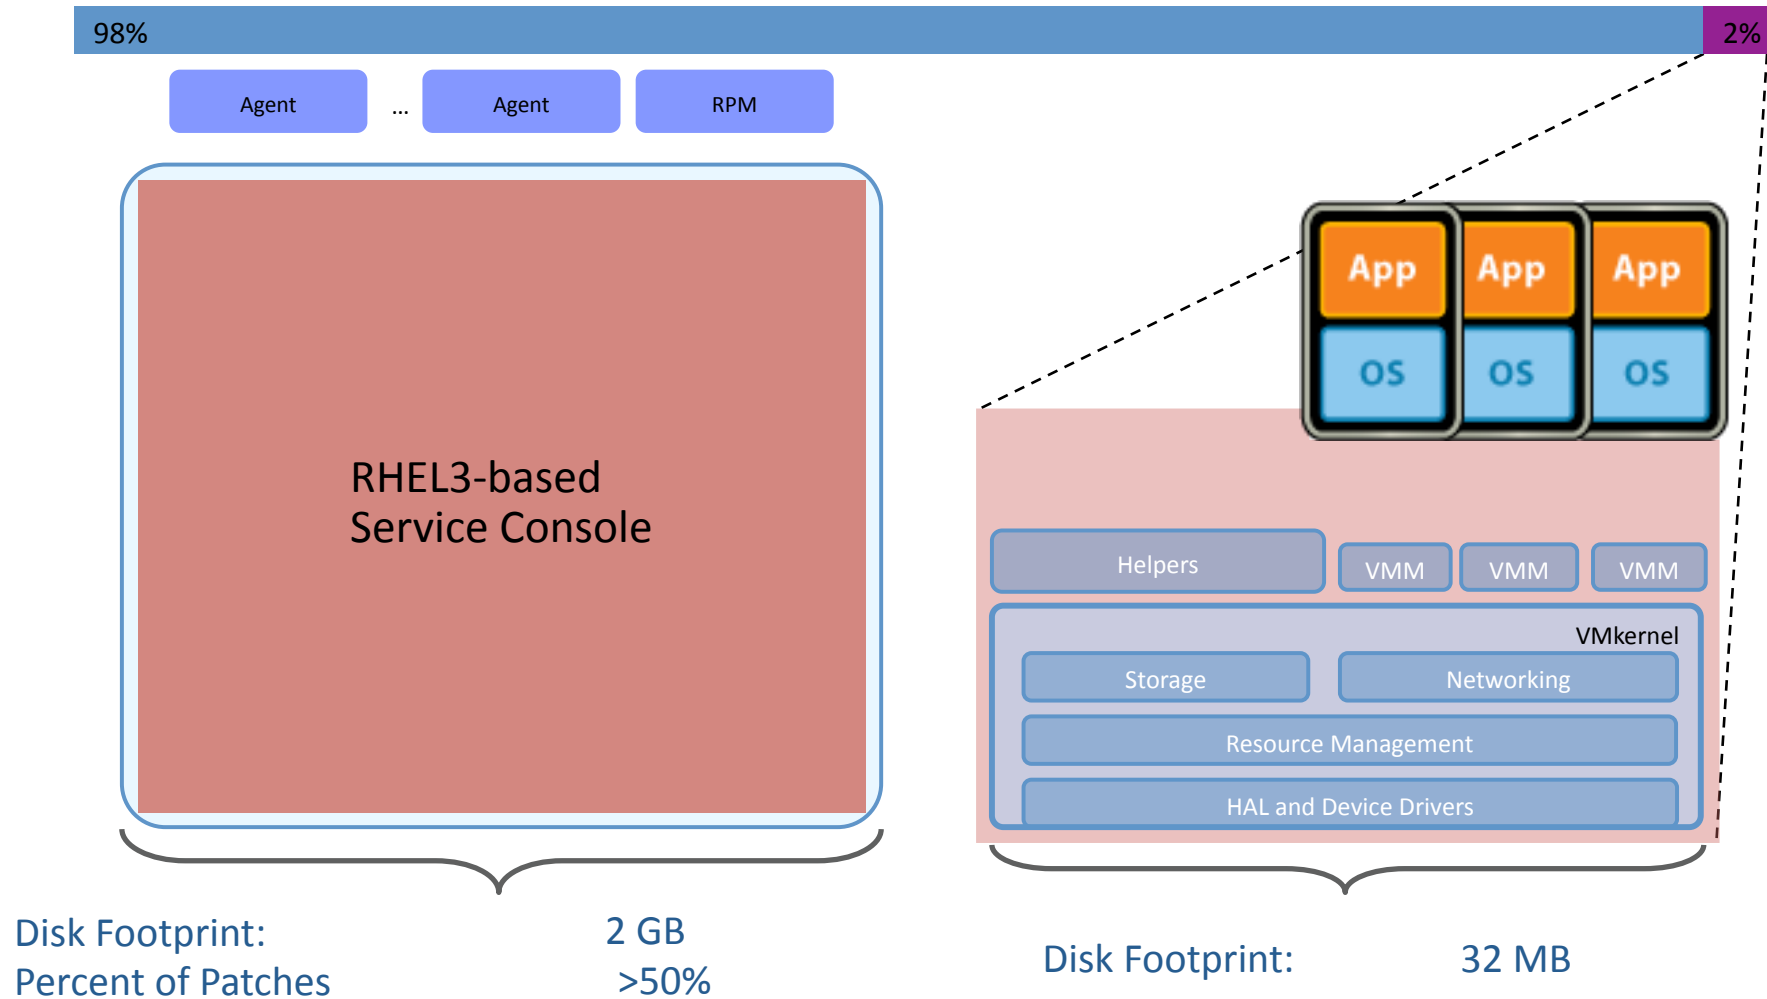 98%
2%
Agent
...
Agent
RPM
RHEL3-based
Service Console
App
App
App
OS
OS
OS
Helpers
VMM
VMM
VMM
VMkernel
Storage
Networking
Resource Management
HAL and Device Drivers
Disk Footprint: 2 GB
Percent of Patches >50%
Disk Footprint: 32 MB